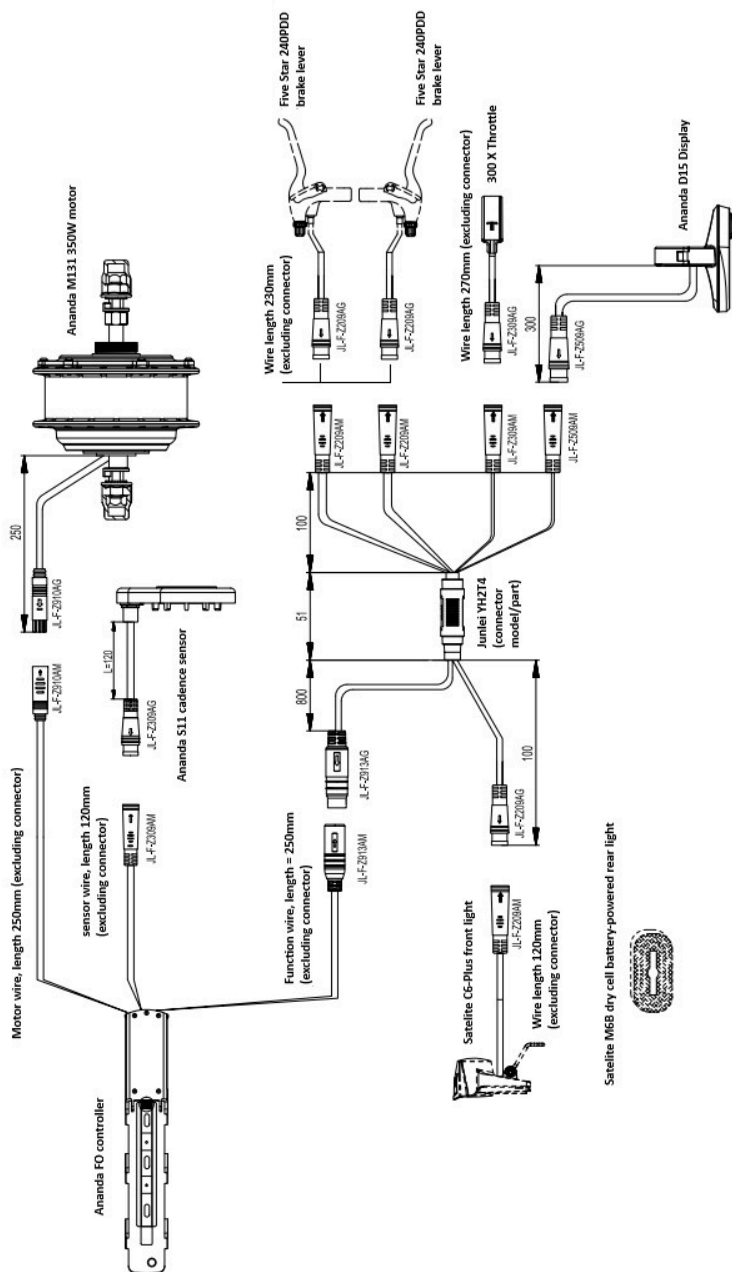 Ananda FO controller
Motor wire, length 250mm (excluding connector)
JL-F-Z910AM
JL-F-Z910AG
250
Ananda M131 350W motor
sensor wire, length 120mm
(excluding connector)
JL-F-Z309AM
JL-F-Z309AG
L=120
Ananda S11 cadence sensor
Function wire, length = 250mm
(excluding connector)
JL-F-Z913AM
JL-F-Z913AG
800
51
100
Junlei YH2T4
(connector
model/part)
JL-F-Z209AM
JL-F-Z209AM
JL-F-Z309AM
JL-F-Z509AM
Wire length 230mm
(excluding connector)
JL-F-Z209AG
JL-F-Z209AG
Five Star 240PDD
brake lever
Five Star 240PDD
brake lever
Wire length 270mm (excluding connector)
JL-F-Z309AG
300 X Throttle
300
JL-F-Z509AG
Ananda D15 Display
100
JL-F-Z209AG
Satelite C6-Plus front light
JL-F-Z209AM
Wire length 120mm
(excluding connector)
Satelite M6B dry cell battery-powered rear light